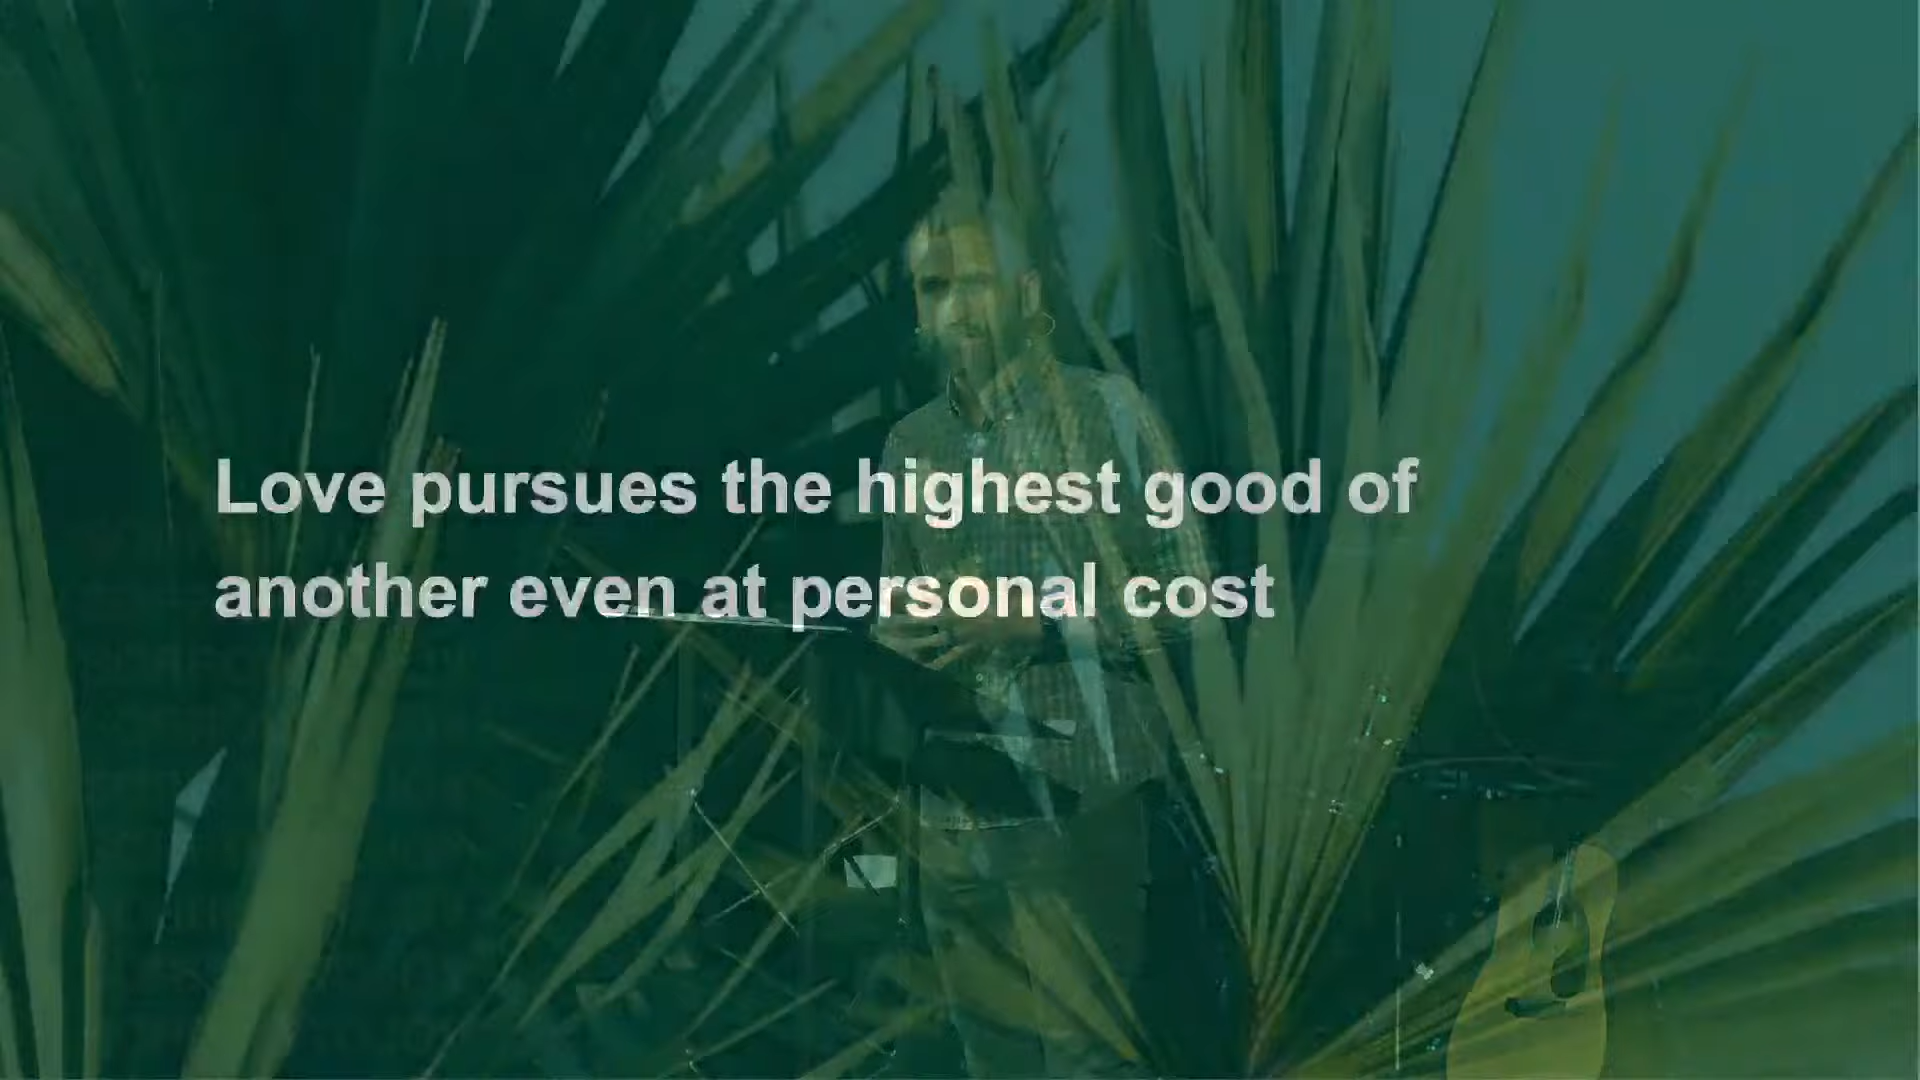 Love pursues the highest good of
another even at personal cost